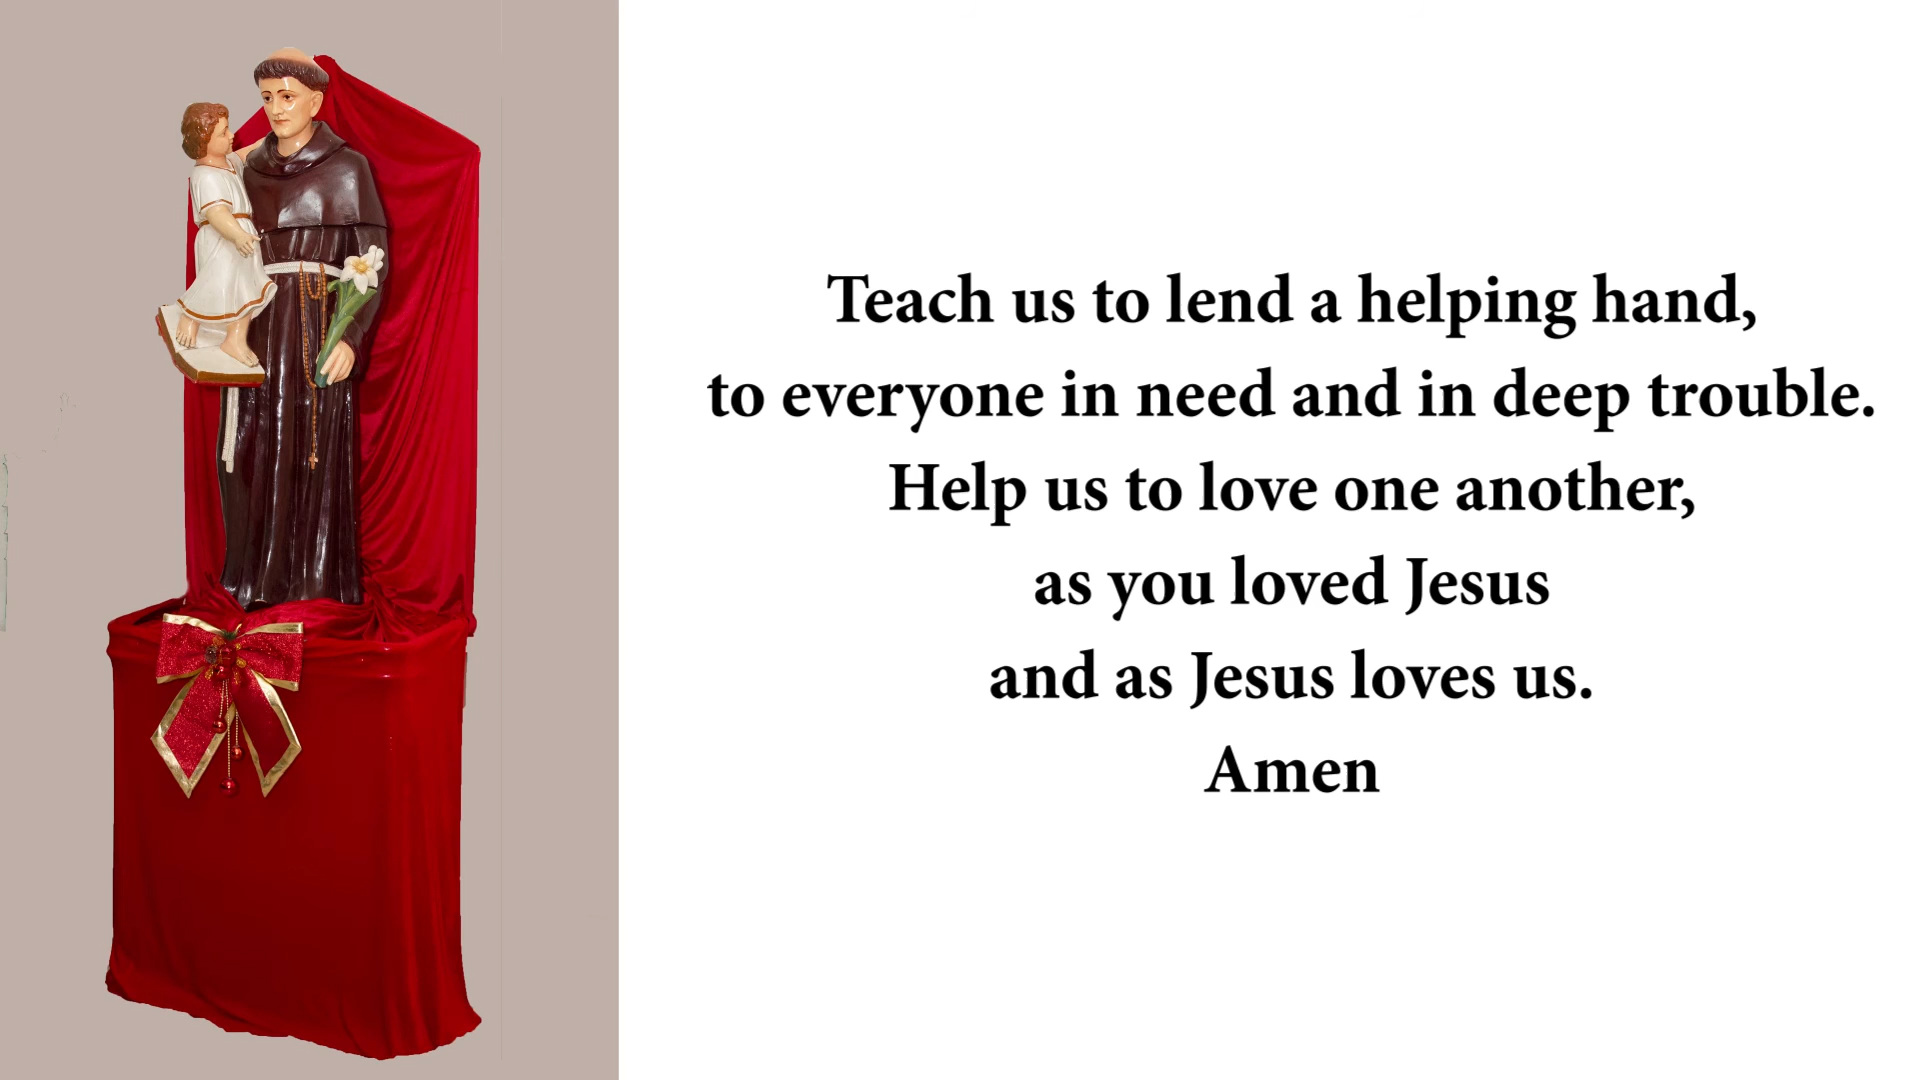 Teach us to lend a helping hand,
to everyone in need and in deep trouble.
Help us to love one another,
as you loved Jesus
and as Jesus loves us.
Amen